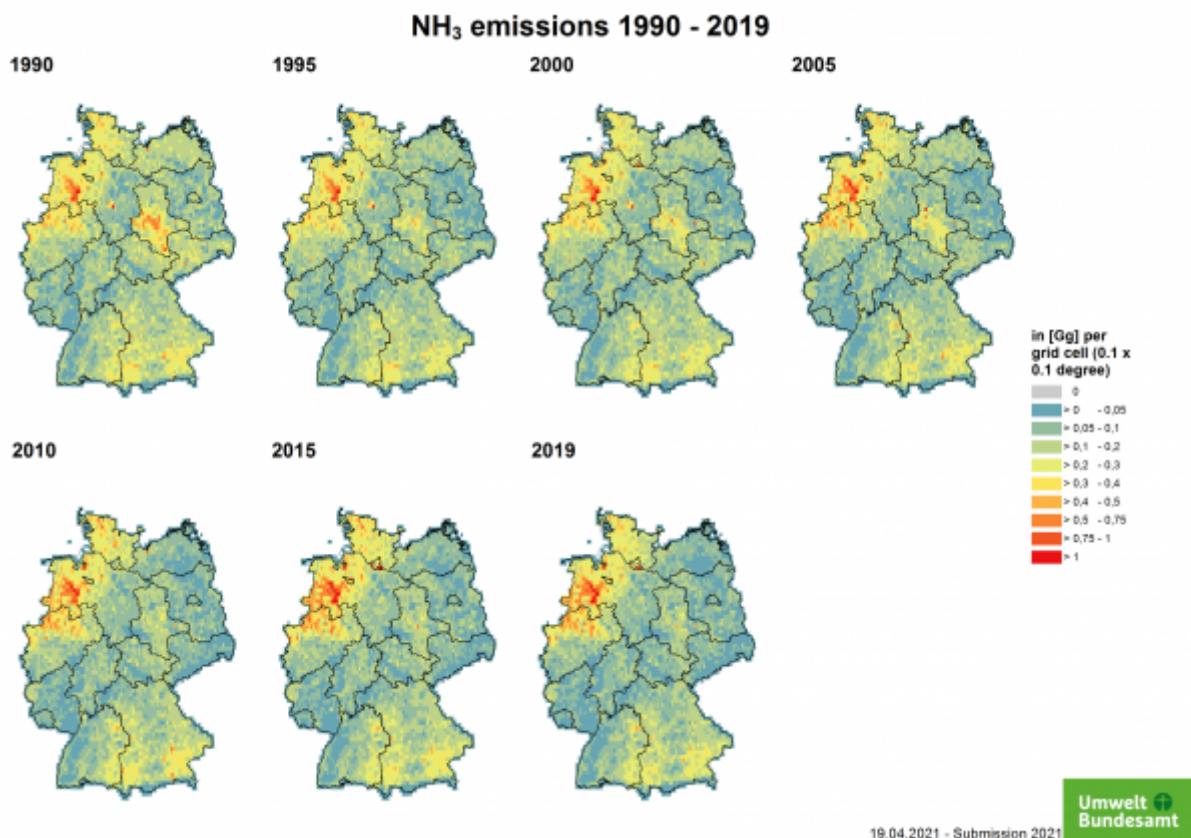 NH₃ emissions 1990 - 2019
1990
1995
2000
2005
in [Gg] per
grid cell (0.1 x
0.1 degree)
0
> 0 - 0,05
> 0,05 - 0,1
> 0,1 - 0,2
> 0,2 - 0,3
> 0,3 - 0,4
> 0,4 - 0,5
> 0,5 - 0,75
> 0,75 - 1
> 1
2010
2015
2019
Umwelt
Bundesamt
19.04.2021 - Submission 2021